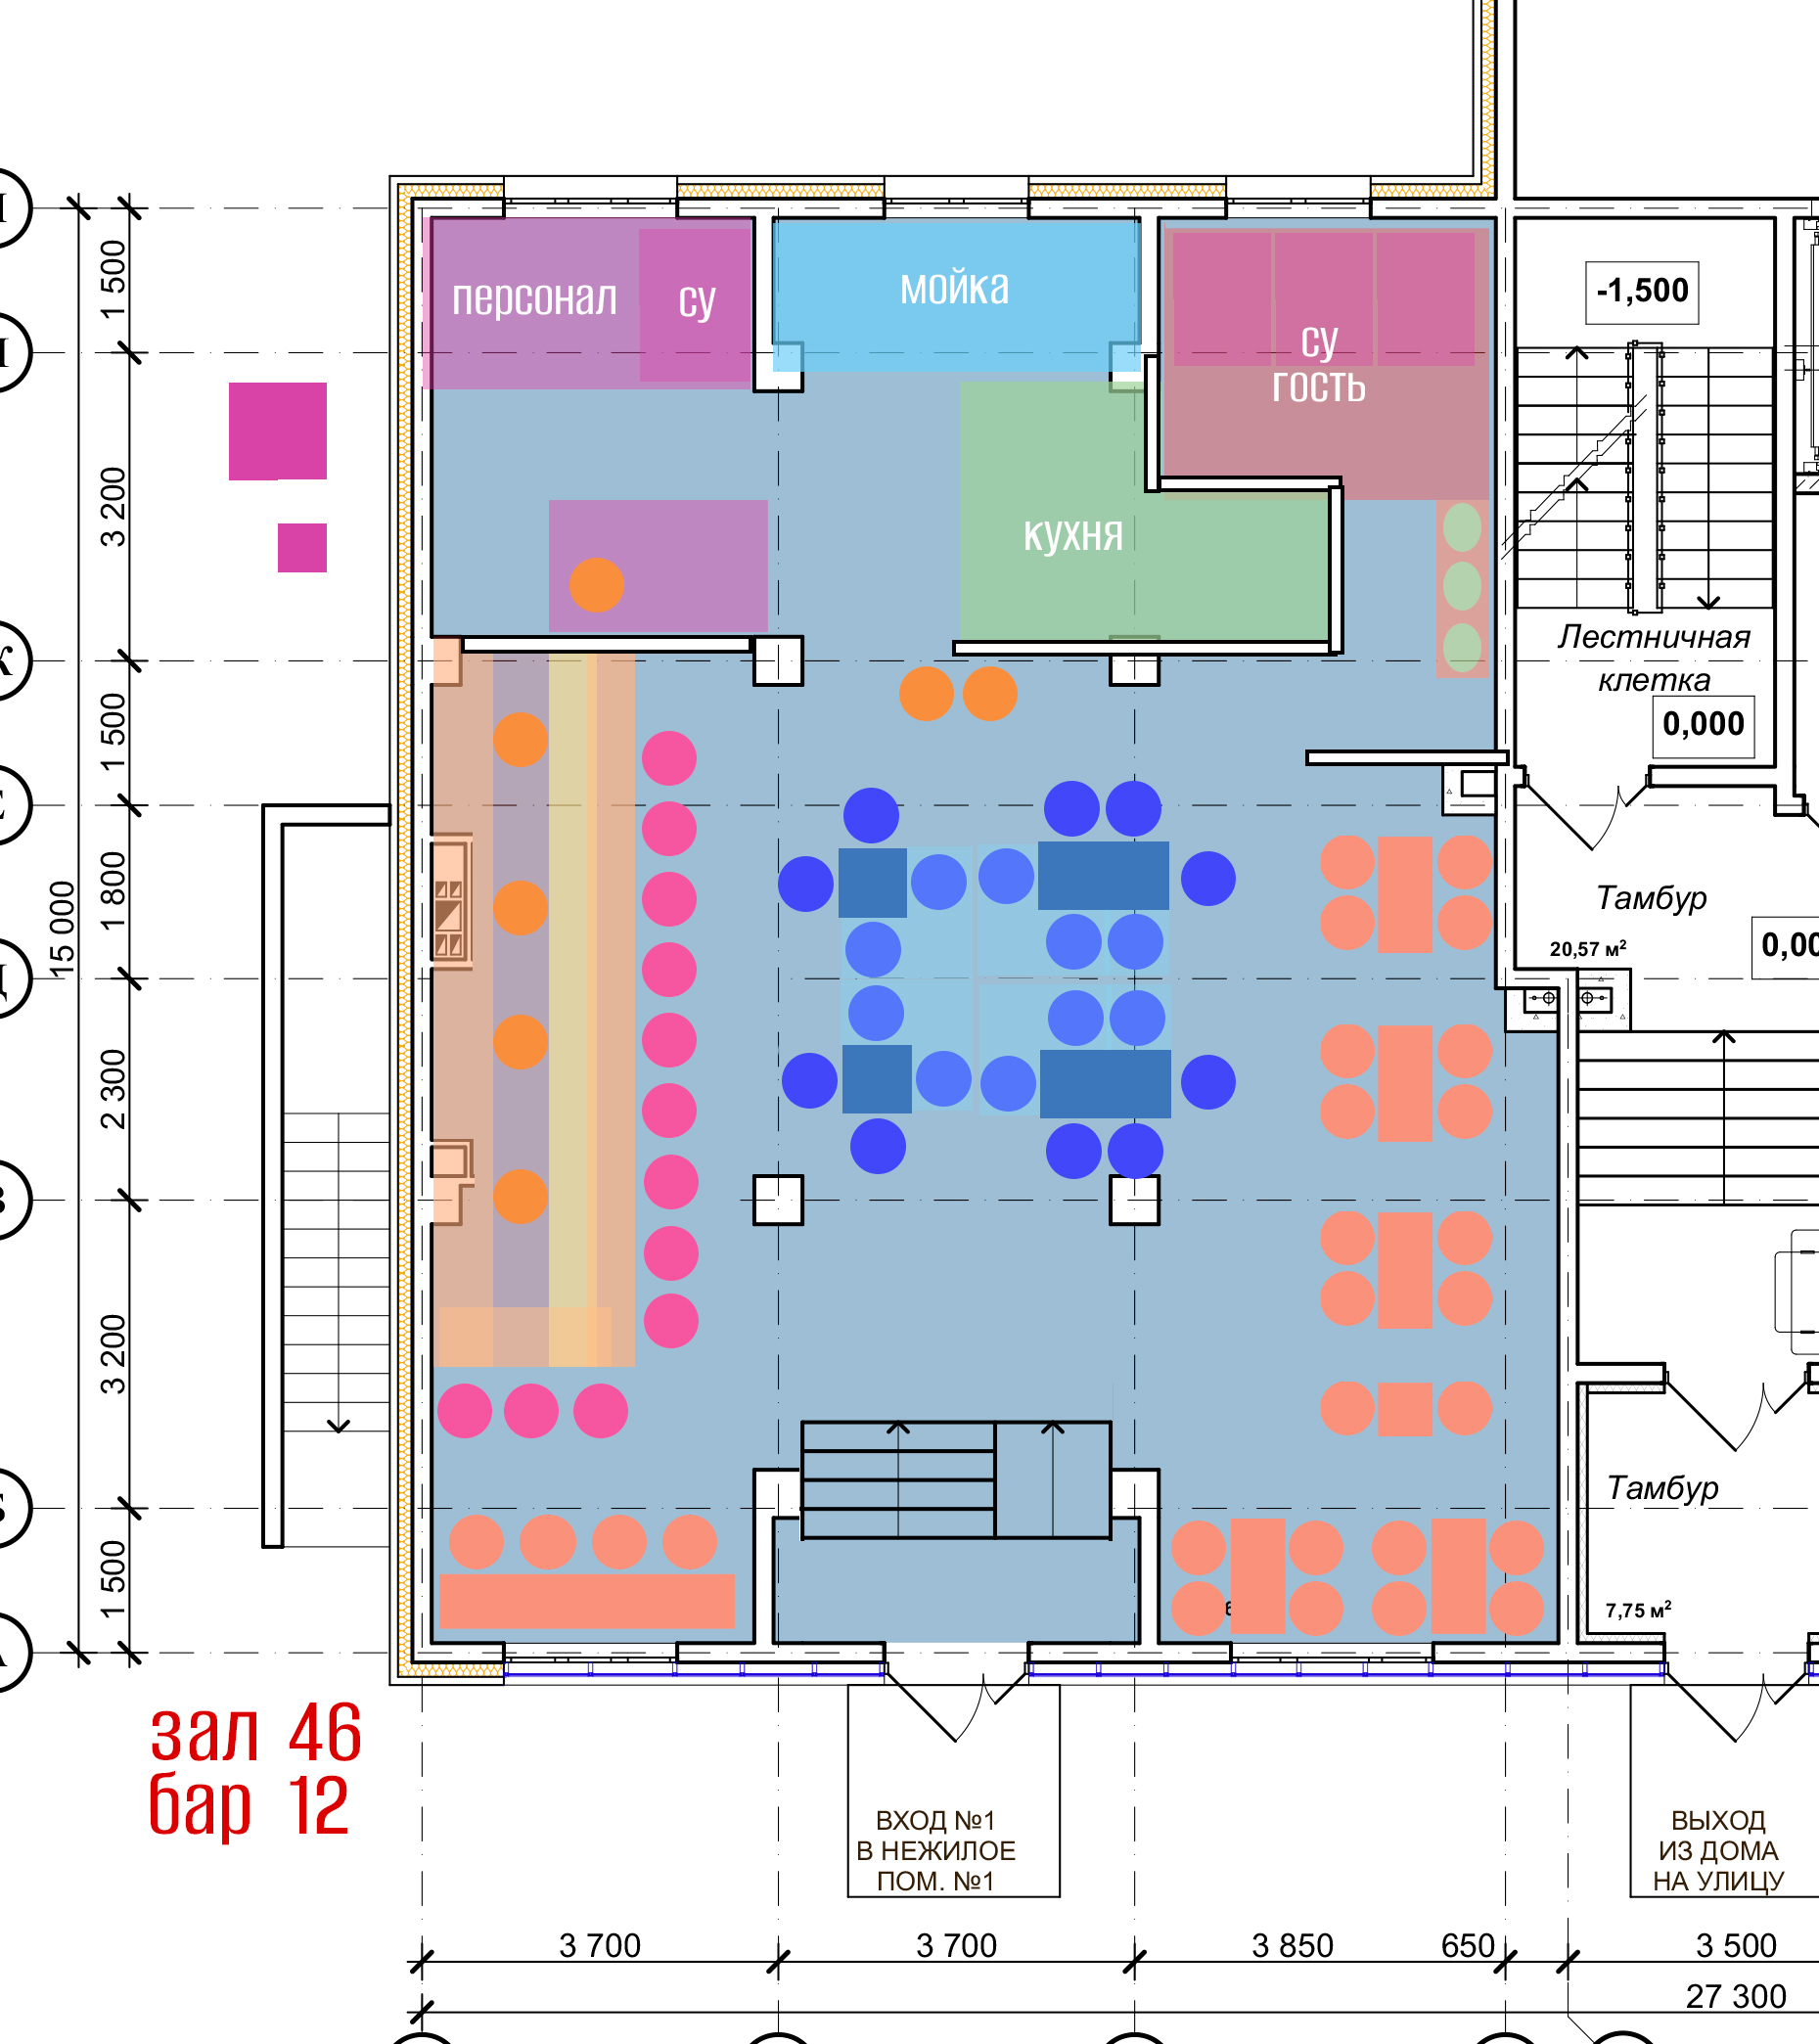 персонал
су
мойка
су
гость
кухня
-1,500
Лестничная
клетка
0,000
Тамбур
20,57 м²
0,00
Тамбур
7,75 м²
1 500
3 200
1 500
1 800
2 300
3 200
1 500
15 000
К
Д
зал 46
бар 12
ВХОД №1
В НЕЖИЛОЕ
ПОМ. №1
ВЫХОД
ИЗ ДОМА
НА УЛИЦУ
3 700
3 700
3 850
650
3 500
27 300